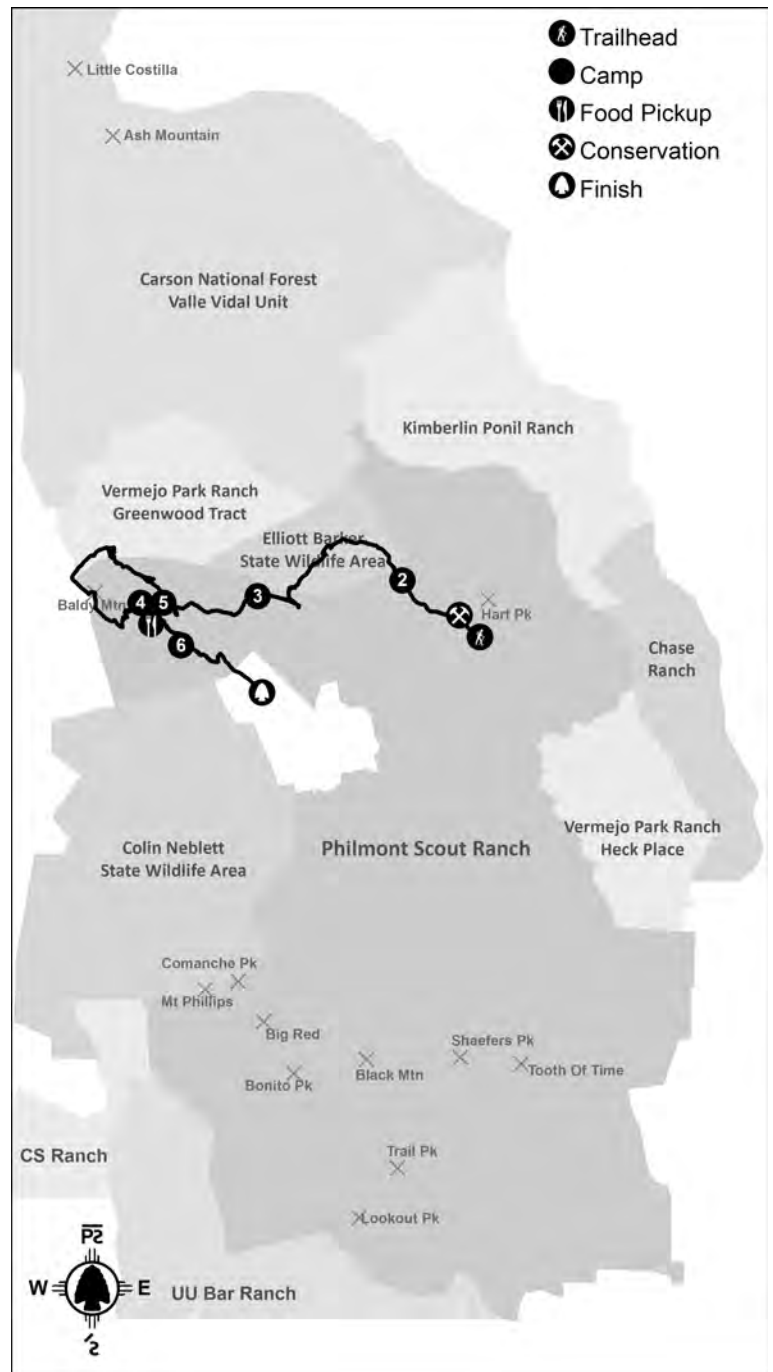 Trailhead
Camp
Food Pickup
Conservation
Finish
Little Costilla
Ash Mountain
Carson National Forest
Valle Vidal Unit
Kimberlin Ponil Ranch
Vermejo Park Ranch
Greenwood Tract
Elliott Barker
State Wildlife Area
2
3
4
5
Baldy Mtn
Hart Pk
6
Chase
Ranch
Vermejo Park Ranch
Heck Place
Colin Neblett
State Wildlife Area
Philmont Scout Ranch
Comanche Pk
Mt Phillips
Big Red
Bonito Pk
Black Mtn
Shaefers Pk
Tooth Of Time
Trail Pk
Lookout Pk
CS Ranch
W
E
UU Bar Ranch